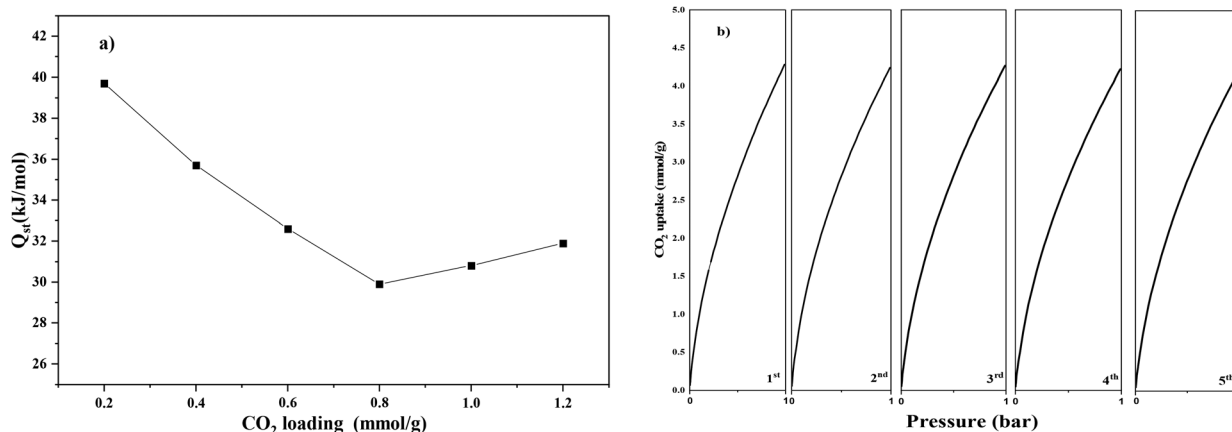 a)
42
40
38
36
34
32
30
28
26
Q_st(kJ/mol)
0.2 0.4 0.6 0.8 1.0 1.2
CO₂ loading (mmol/g)
b)
5.0
4.5
4.0
3.5
3.0
2.5
2.0
1.5
1.0
0.5
0.0
CO₂ uptake (mmol/g)
1ˢᵗ 2ⁿᵈ 3ʳᵈ 4ᵗʰ 5ᵗʰ
0 1 0 1 0 1 0 1 0
Pressure (bar)